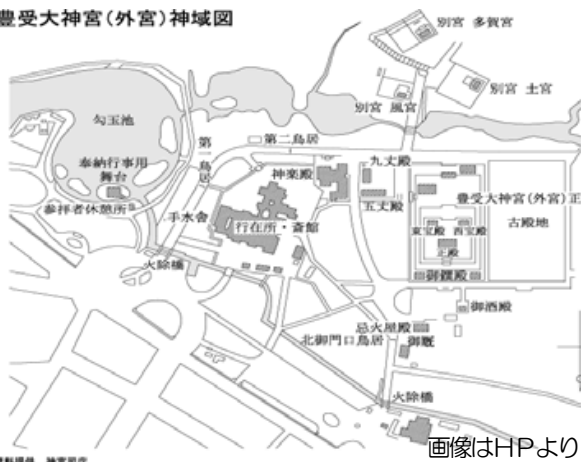 豊受大神宮(外宮)神域図
別宮 多賀宮
別宮 土宮
別宮 風宮
勾玉池
第一鳥居
第二鳥居
奉納行事用
舞台
参拝者休憩所
手水舎
神楽殿
九丈殿
五丈殿
行在所・斎館
豊受大神宮(外宮)正
古殿地
東宝殿
西宝殿
正殿
御饌殿
火除橋
御酒殿
忌火屋殿
北御門口鳥居
御厩
火除橋
画像はHPより